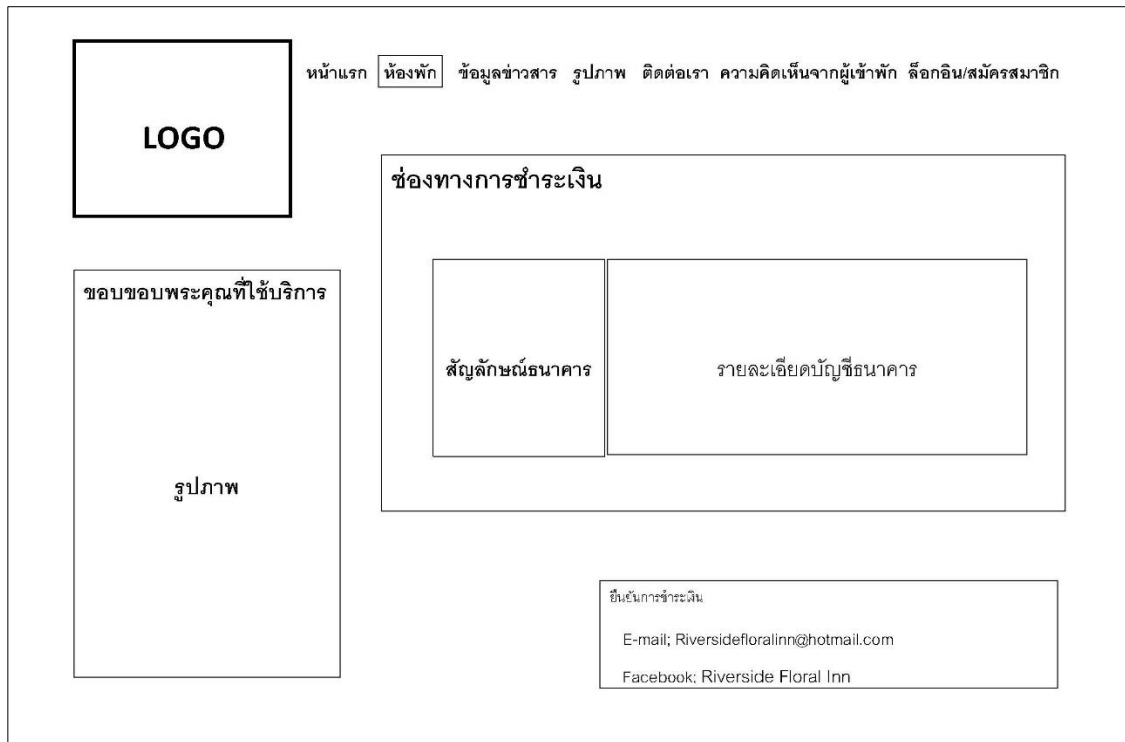 หน้าแรก ห้องพัก ข้อมูลข่าวสาร รูปภาพ ติดต่อเรา ความคิดเห็นจากผู้เข้าพัก ล็อกอิน/สมัครสมาชิก
LOGO
ช่องทางการชำระเงิน
ขอบขอบพระคุณที่ใช้บริการ
สัญลักษณ์ธนาคาร
รายละเอียดบัญชีธนาคาร
รูปภาพ
ยืนยันการชำระเงิน
E-mail; Riversidefloralinn@hotmail.com
Facebook: Riverside Floral Inn